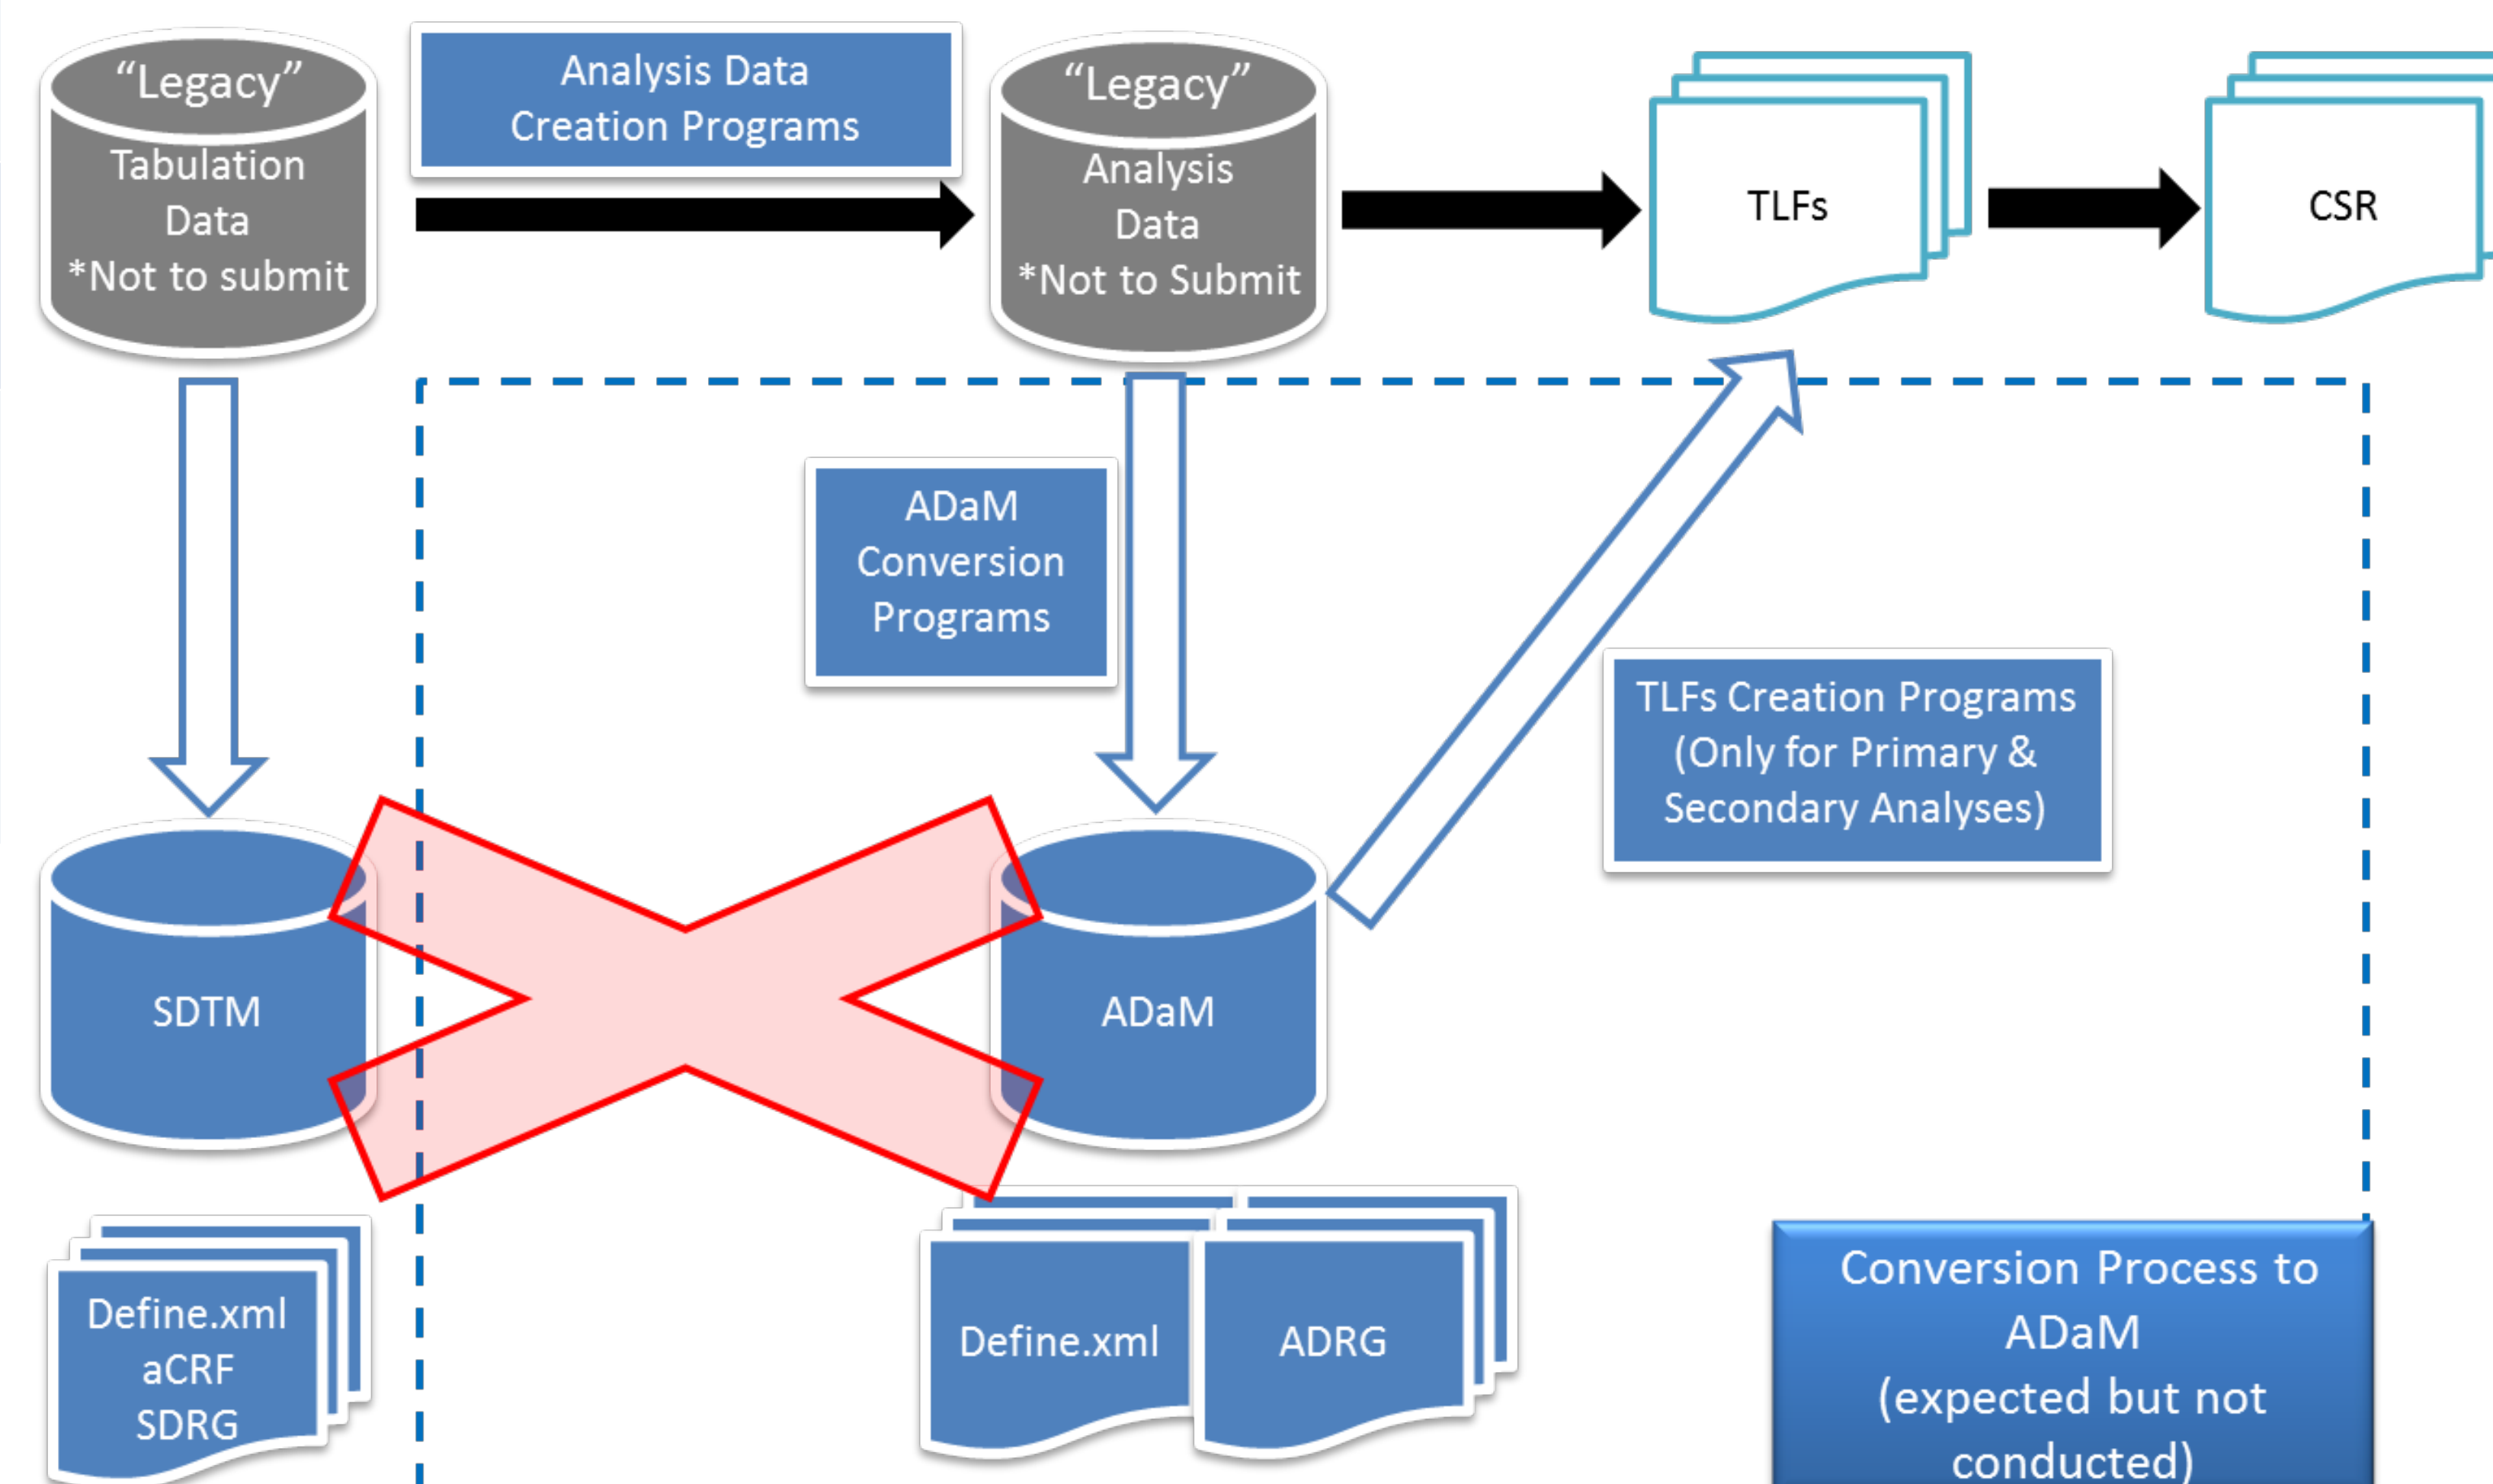 “Legacy”
Tabulation
Data
*Not to submit
Analysis Data
Creation Programs
“Legacy”
Analysis
Data
*Not to Submit
TLFs
CSR
ADaM
Conversion
Programs
TLFs Creation Programs
(Only for Primary &
Secondary Analyses)
SDTM
ADaM
Define.xml
aCRF
SDRG
Define.xml
ADRG
Conversion Process to
ADaM
(expected but not
conducted)